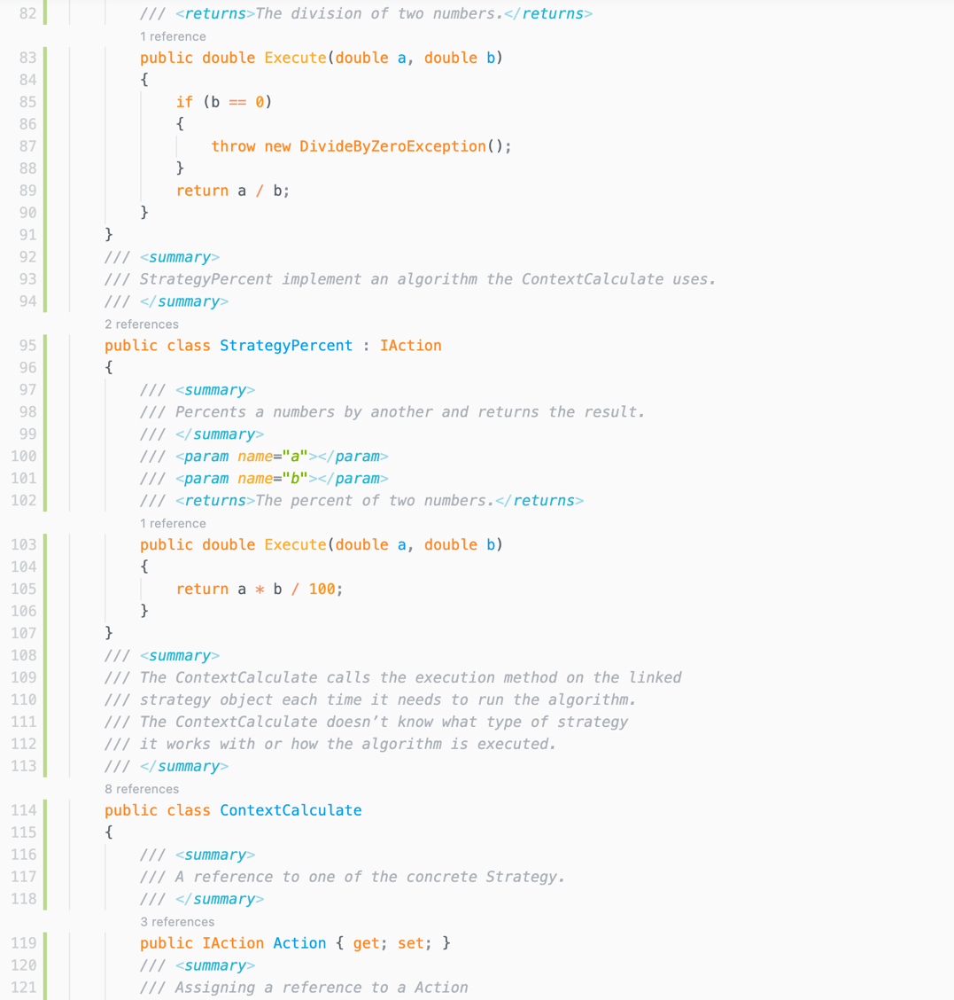 82 /// <returns>The division of two numbers.</returns>
1 reference
83 public double Execute(double a, double b)
84 {
85 if (b == 0)
86 {
87 throw new DivideByZeroException();
88 }
89 return a / b;
90 }
91 }
92 /// <summary>
93 /// StrategyPercent implement an algorithm the ContextCalculate uses.
94 /// </summary>
2 references
95 public class StrategyPercent : IAction
96 {
97 /// <summary>
98 /// Percents a numbers by another and returns the result.
99 /// </summary>
100 /// <param name="a"></param>
101 /// <param name="b"></param>
102 /// <returns>The percent of two numbers.</returns>
1 reference
103 public double Execute(double a, double b)
104 {
105 return a * b / 100;
106 }
107 }
108 /// <summary>
109 /// The ContextCalculate calls the execution method on the linked
110 /// strategy object each time it needs to run the algorithm.
111 /// The ContextCalculate doesn’t know what type of strategy
112 /// it works with or how the algorithm is executed.
113 /// </summary>
8 references
114 public class ContextCalculate
115 {
116 /// <summary>
117 /// A reference to one of the concrete Strategy.
118 /// </summary>
3 references
119 public IAction Action { get; set; }
120 /// <summary>
121 /// Assigning a reference to a Action